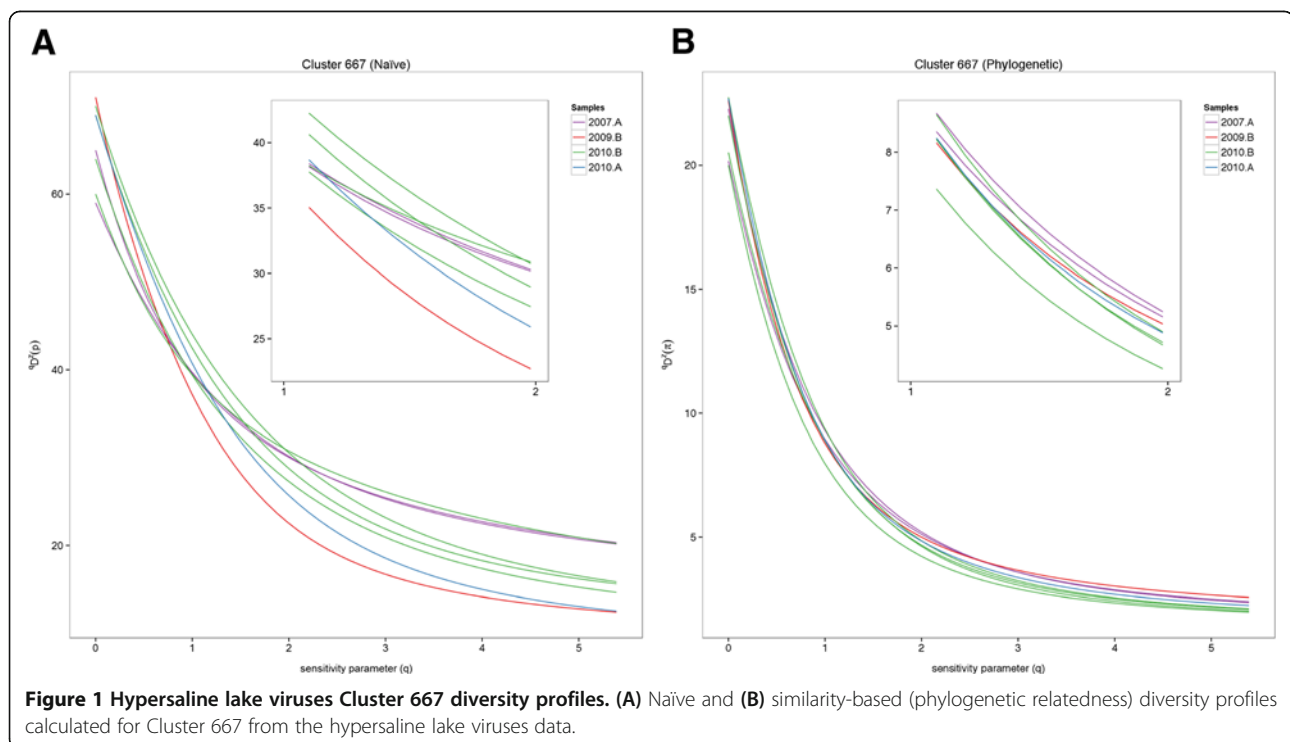 A
Cluster 667 (Naïve)
60
40
20
qDZ(p)
0
1
2
3
4
5
sensitivity parameter (q)
40
35
30
25
1
2
Samples
2007.A
2009.B
2010.B
2010.A
B
Cluster 667 (Phylogenetic)
20
15
10
5
qDZ(π)
0
1
2
3
4
5
sensitivity parameter (q)
8
7
6
5
1
2
Samples
2007.A
2009.B
2010.B
2010.A
Figure 1 Hypersaline lake viruses Cluster 667 diversity profiles. (A) Naïve and (B) similarity-based (phylogenetic relatedness) diversity profiles
calculated for Cluster 667 from the hypersaline lake viruses data.